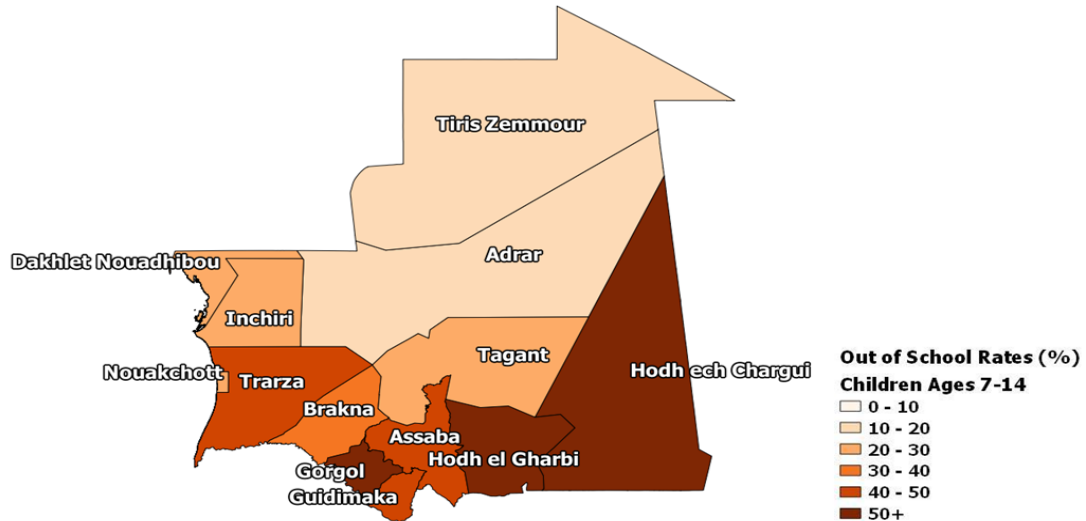 Tiris Zemmour
Adrar
Dakhlet Nouadhibou
Inchiri
Tagant
Hodh ech Chargui
Nouakchott
Trarza
Brakna
Assaba
Hodh el Gharbi
Gorgol
Guidimaka
Out of School Rates (%)
Children Ages 7-14
0 - 10
10 - 20
20 - 30
30 - 40
40 - 50
50+